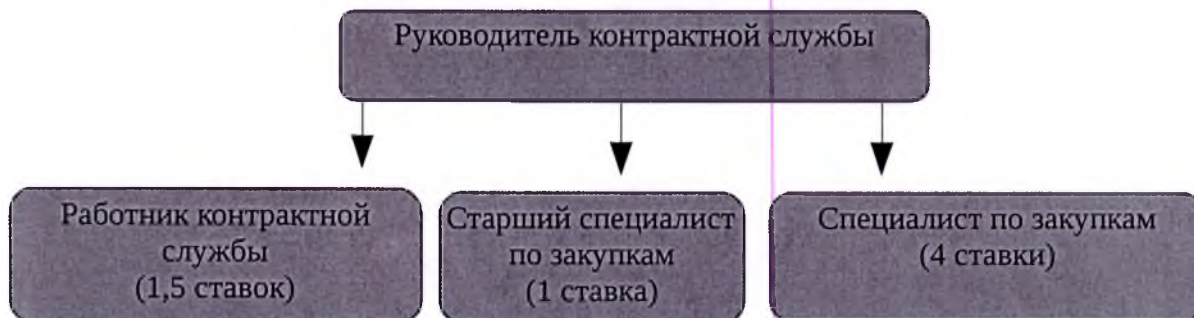 Руководитель контрактной службы
Работник контрактной
службы
(1,5 ставок)
Старший специалист
по закупкам
(1 ставка)
Специалист по закупкам
(4 ставки)